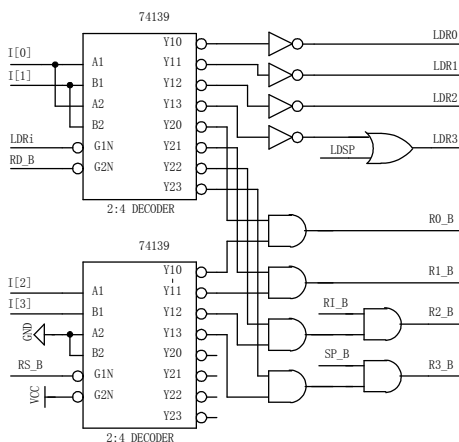 74139
I[0]
I[1]
LDRi
RD_B
A1
B1
A2
B2
G1N
G2N
Y10
Y11
Y12
Y13
Y20
Y21
Y22
Y23
2:4 DECODER
LDR0
LDR1
LDR2
LDR3
LDSP
74139
I[2]
I[3]
GND
RS_B
VCC
A1
B1
A2
B2
G1N
G2N
Y10
Y11
Y12
Y13
Y20
Y21
Y22
Y23
2:4 DECODER
R0_B
R1_B
RI_B
R2_B
SP_B
R3_B